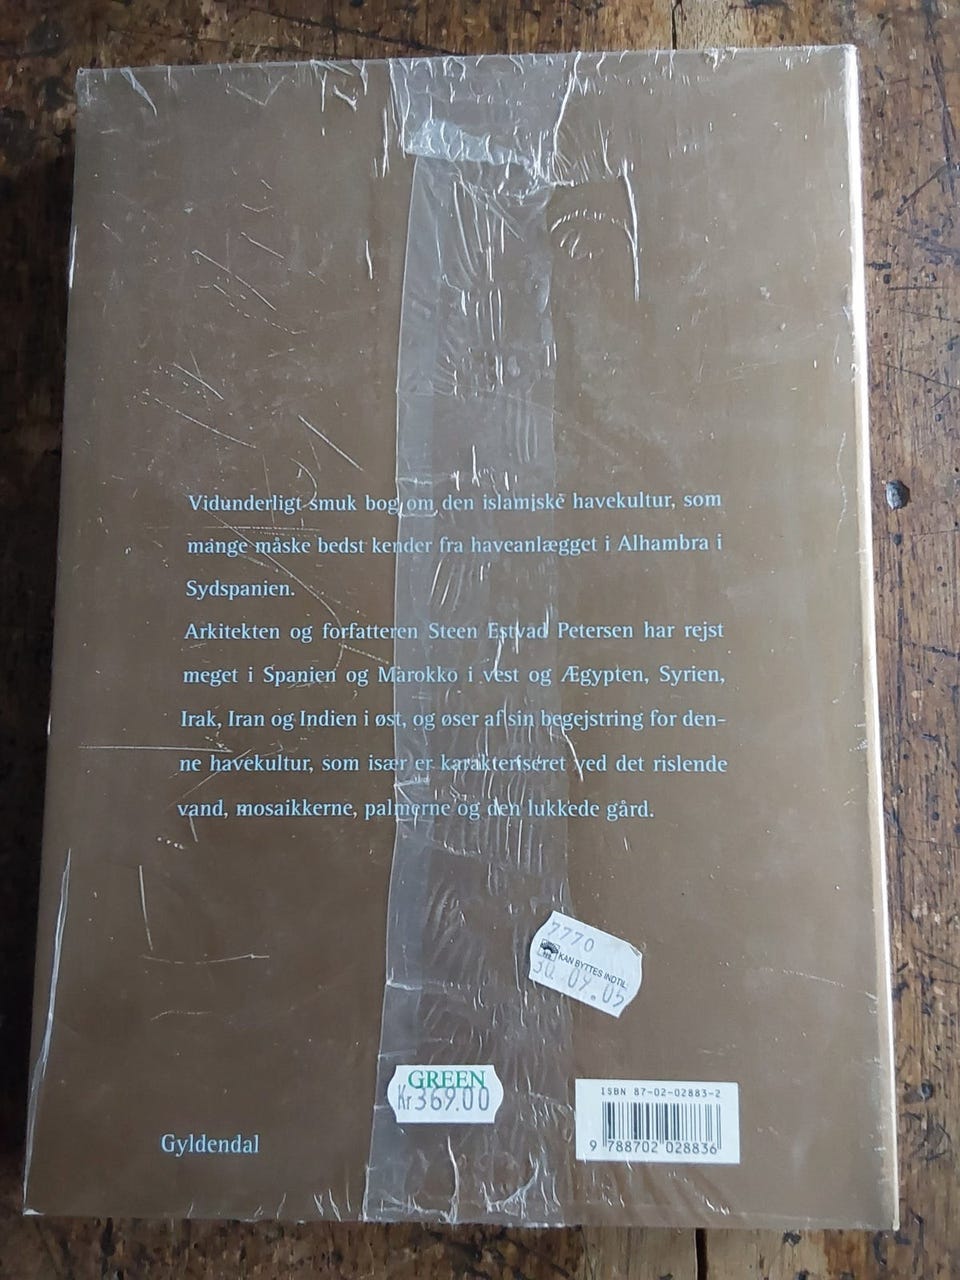 Vidunderligt smuk bog om den islamiske havekultur, som
mange måske bedst kender fra haveanlægget i Alhambra i
Sydspanien.
Arkitekten og forfatteren Steen Estvad Petersen har rejst
meget i Spanien og Marokko i vest og Ægypten, Syrien,
Irak, Iran og Indien i øst, og øser af sin begejstring for den-
ne havekultur, som især er karakteriseret ved det rislende
vand, mosaikkerne, palmerne og den lukkede gård.
7770
KAN BYTTES INDTIL:
30. 09. 05
GREEN
Kr 369.00
ISBN 87-02-02883-2
9 788702 028836
Gyldendal